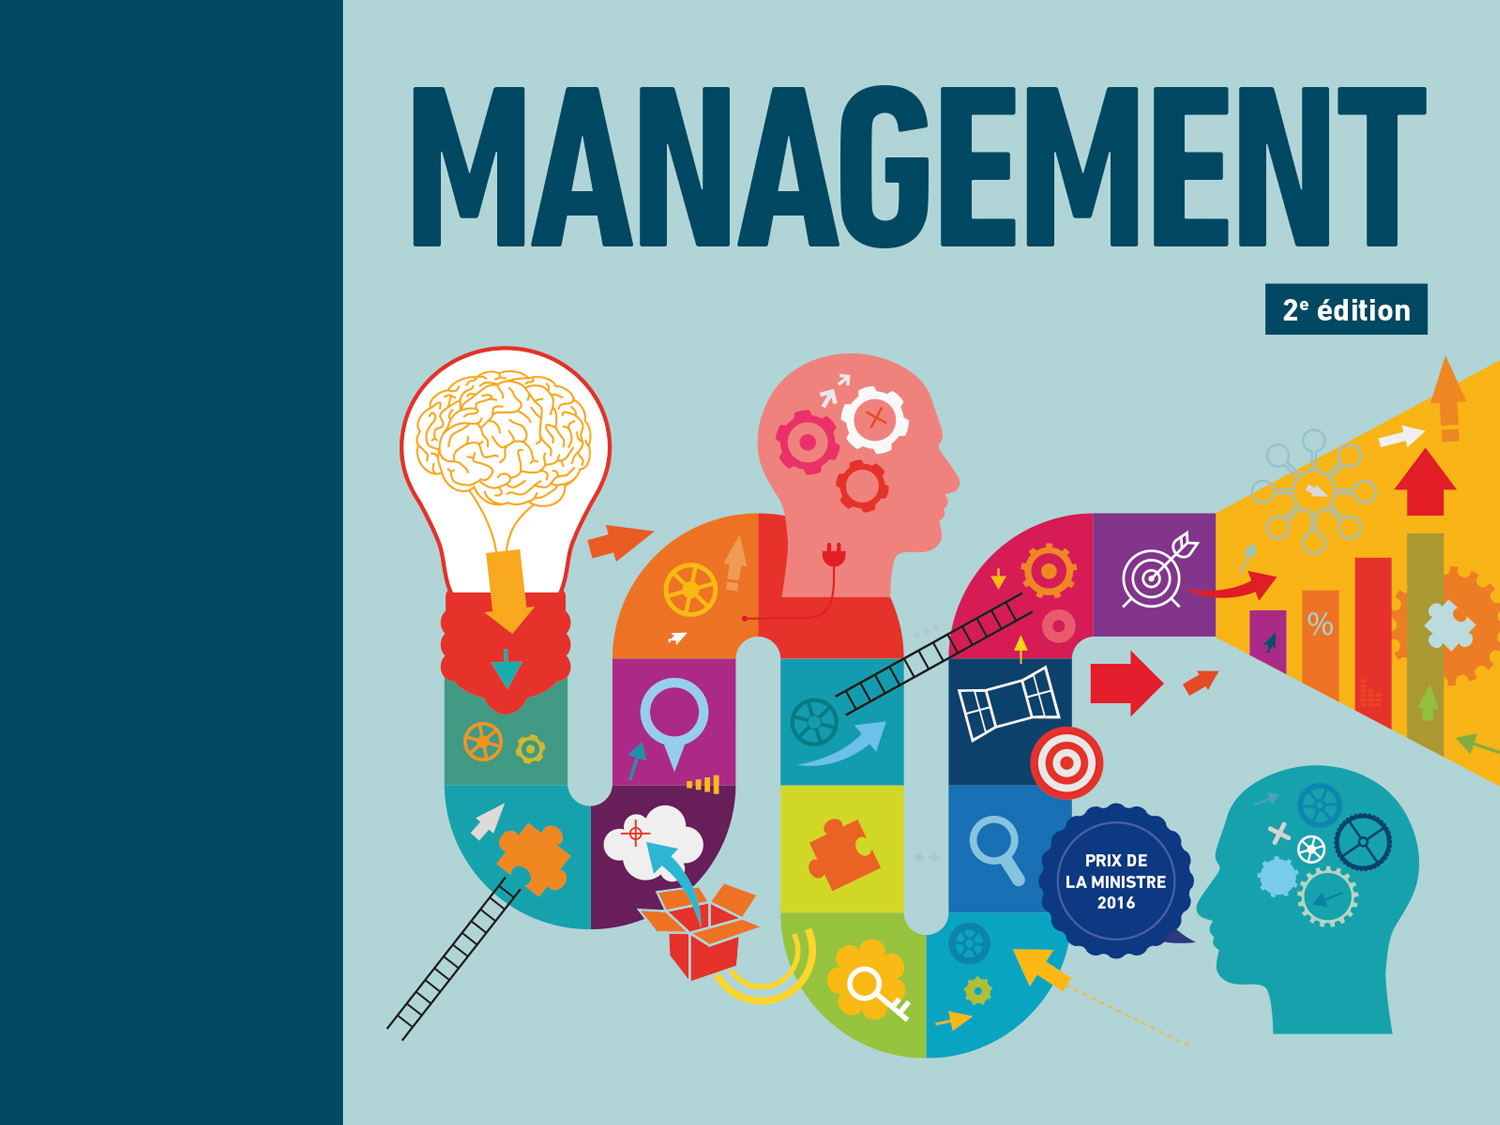 MANAGEMENT
2e édition
%
PRIX DE
LA MINISTRE
2016